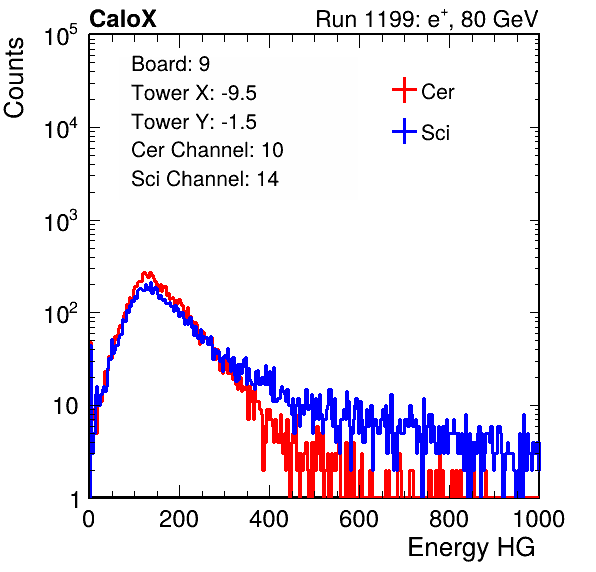 CaloX Run 1199: e⁺, 80 GeV
Counts
10⁵
10⁴
10³
10²
10
1
Board: 9
Tower X: -9.5
Tower Y: -1.5
Cer Channel: 10
Sci Channel: 14
Cer
Sci
0 200 400 600 800 1000
Energy HG